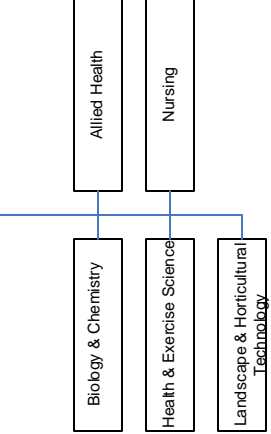 Allied Health
Nursing
Biology & Chemistry
Health & Exercise Science
Landscape & Horticultural
Technology